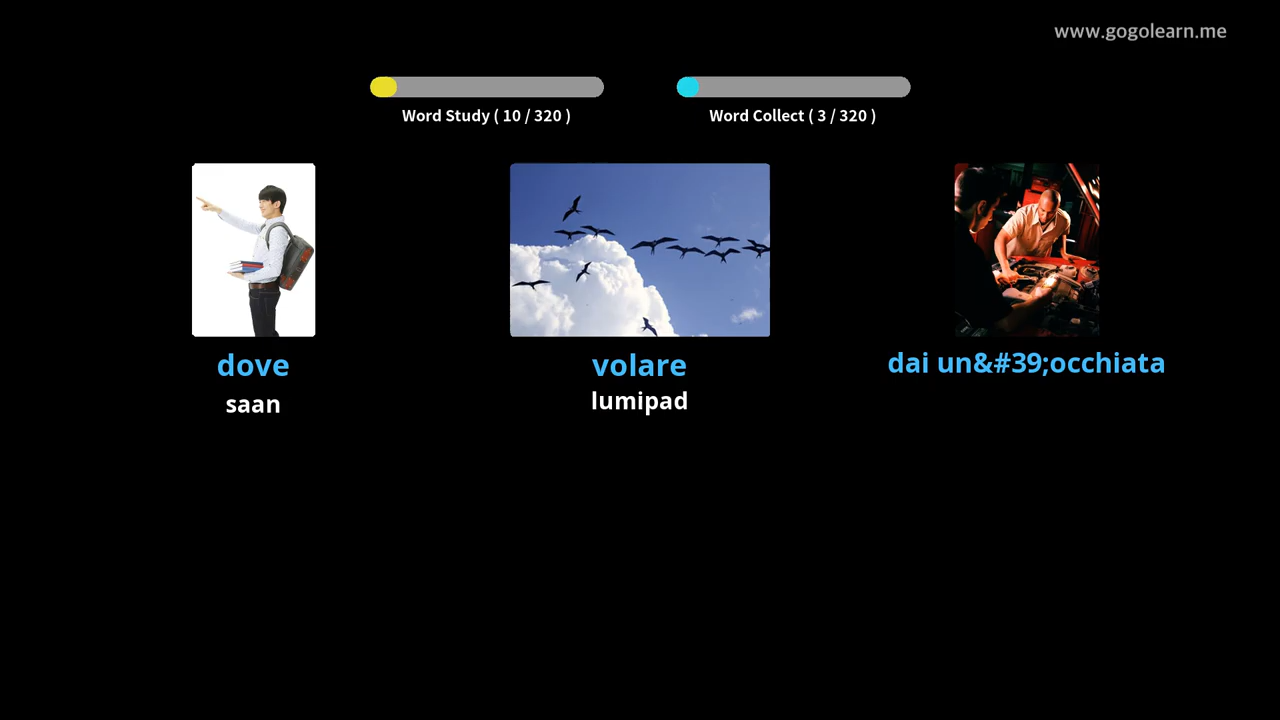 www.gogolearn.me
Word Study ( 10 / 320 )
Word Collect ( 3 / 320 )
dove
saan
volare
lumipad
dai un&#39;occhiata